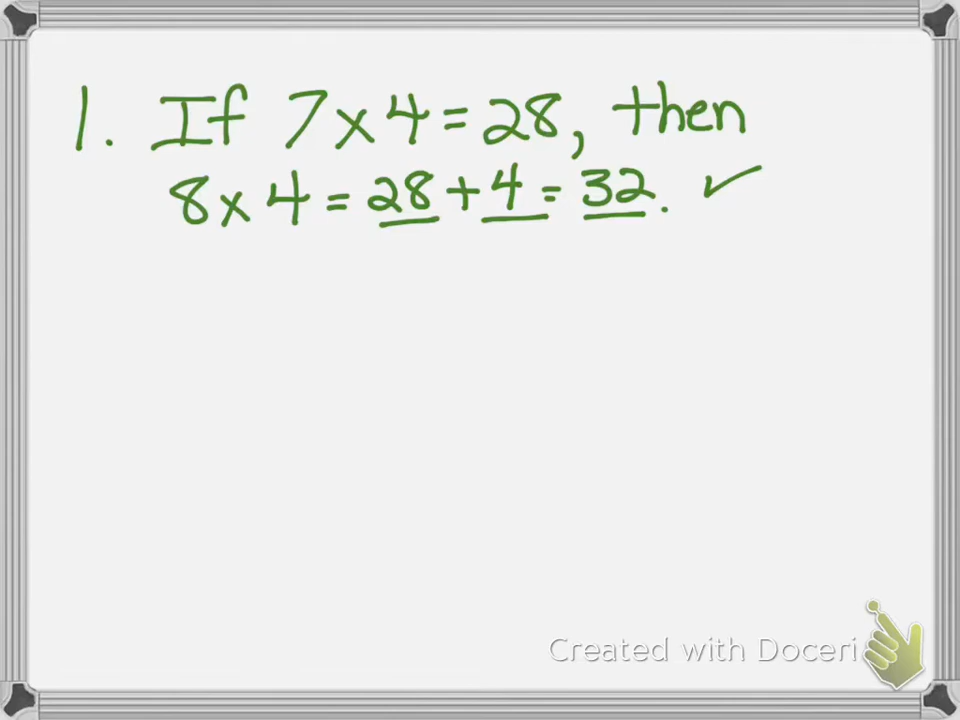 1. If 7 x 4 = 28, then
8 x 4 = 28 + 4 = 32. ✓
Created with Doceri